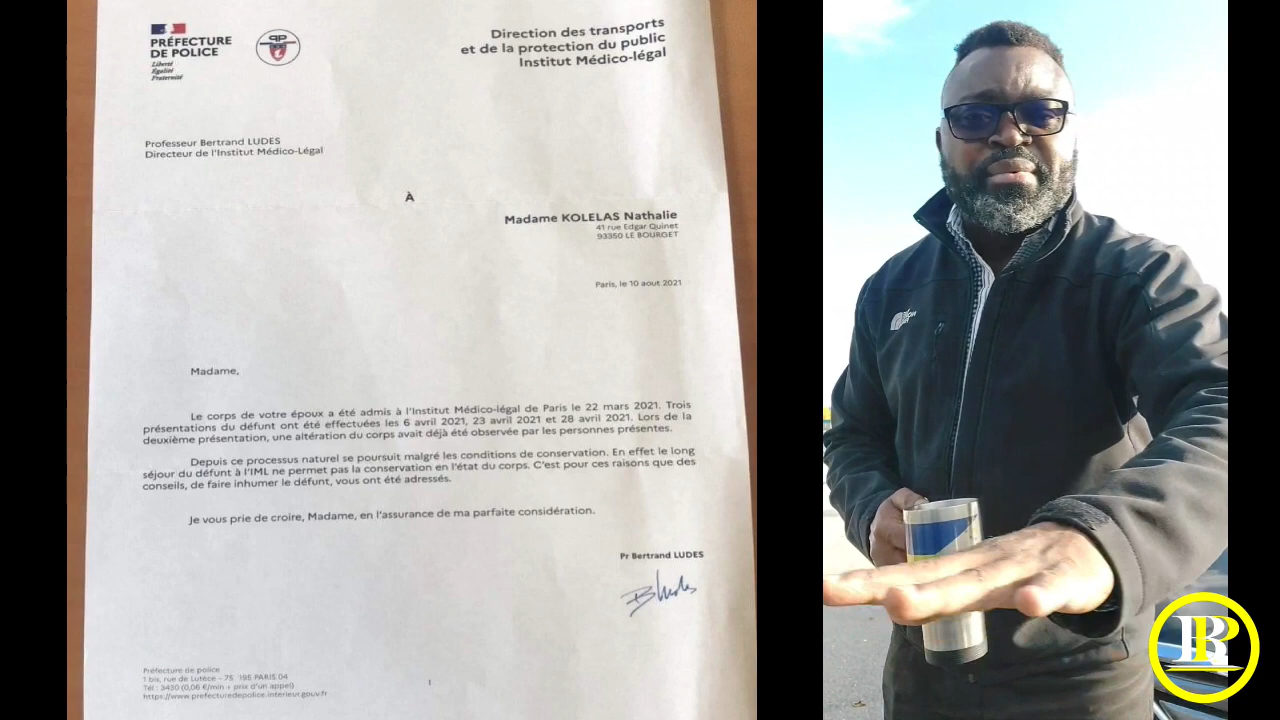 PRÉFECTURE
DE POLICE
Liberté
Égalité
Fraternité
PP
Direction des transports
et de la protection du public
Institut Médico-légal
Professeur Bertrand LUDES
Directeur de l'Institut Médico-Légal
À
Madame KOLELAS Nathalie
41 rue Edgar Quinet
93350 LE BOURGET
Paris, le 10 aout 2021
Madame,
Le corps de votre époux a été admis à l'Institut Médico-légal de Paris le 22 mars 2021. Trois
présentations du défunt ont été effectuées les 6 avril 2021, 23 avril 2021 et 28 avril 2021. Lors de la
deuxième présentation, une altération du corps avait déjà été observée par les personnes présentes.
Depuis ce processus naturel se poursuit malgré les conditions de conservation. En effet le long
séjour du défunt à l'IML ne permet pas la conservation en l'état du corps. C'est pour ces raisons que des
conseils, de faire inhumer le défunt, vous ont été adressés.
Je vous prie de croire, Madame, en l'assurance de ma parfaite considération.
Pr Bertrand LUDES
BLudes
Préfecture de police
1 bis, rue de Lutèce - 75 195 PARIS 04
Tél : 3430 (0,06 €/min + prix d'un appel)
https://www.prefecturedepolice.interieur.gouv.fr
1